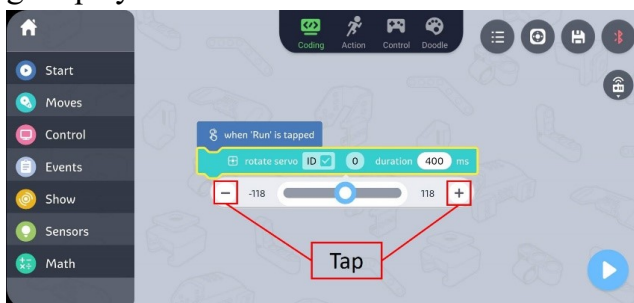 Coding Action Control Doodle
Start
Moves
Control
Events
Show
Sensors
Math
when 'Run' is tapped
rotate servo ID 0 duration 400 ms
− -118 118 +
Tap